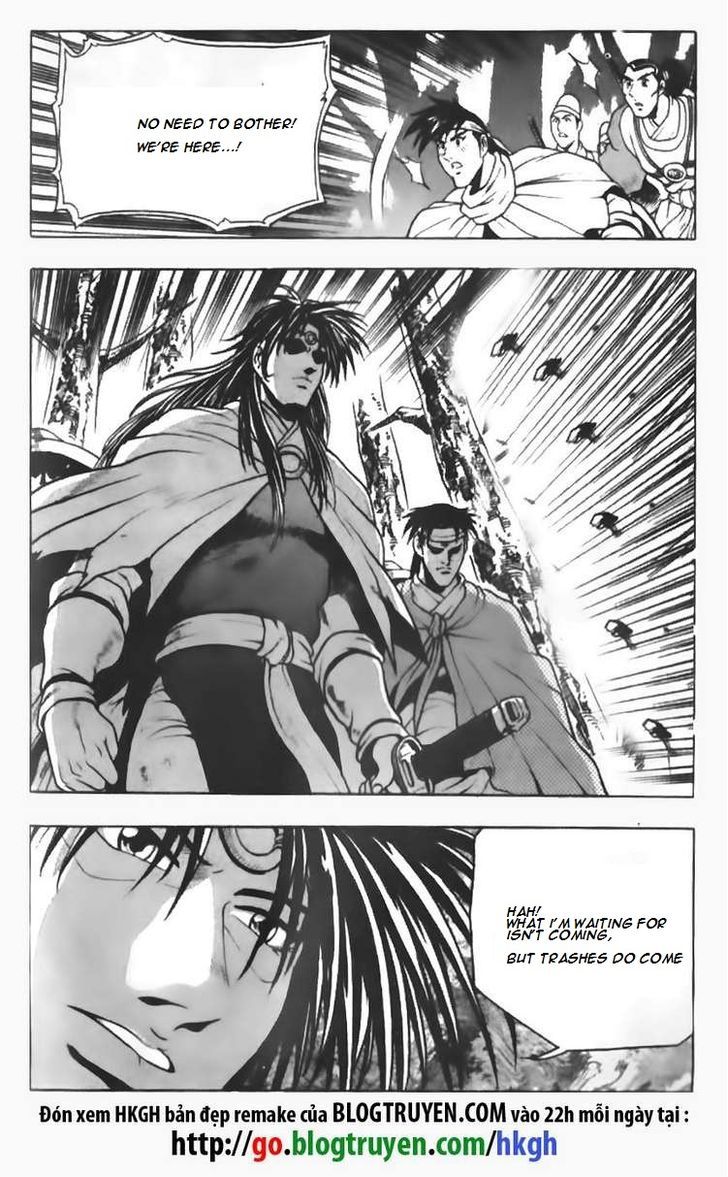 NO NEED TO BOTHER!
WE'RE HERE...!
HAH!
WHAT I'M WAITING FOR
ISN'T COMING,
BUT TRASHES DO COME
Đón xem HKGH bản đẹp remake của BLOGTRUYEN.COM vào 22h mỗi ngày tại :
http://go.blogtruyen.com/hkgh